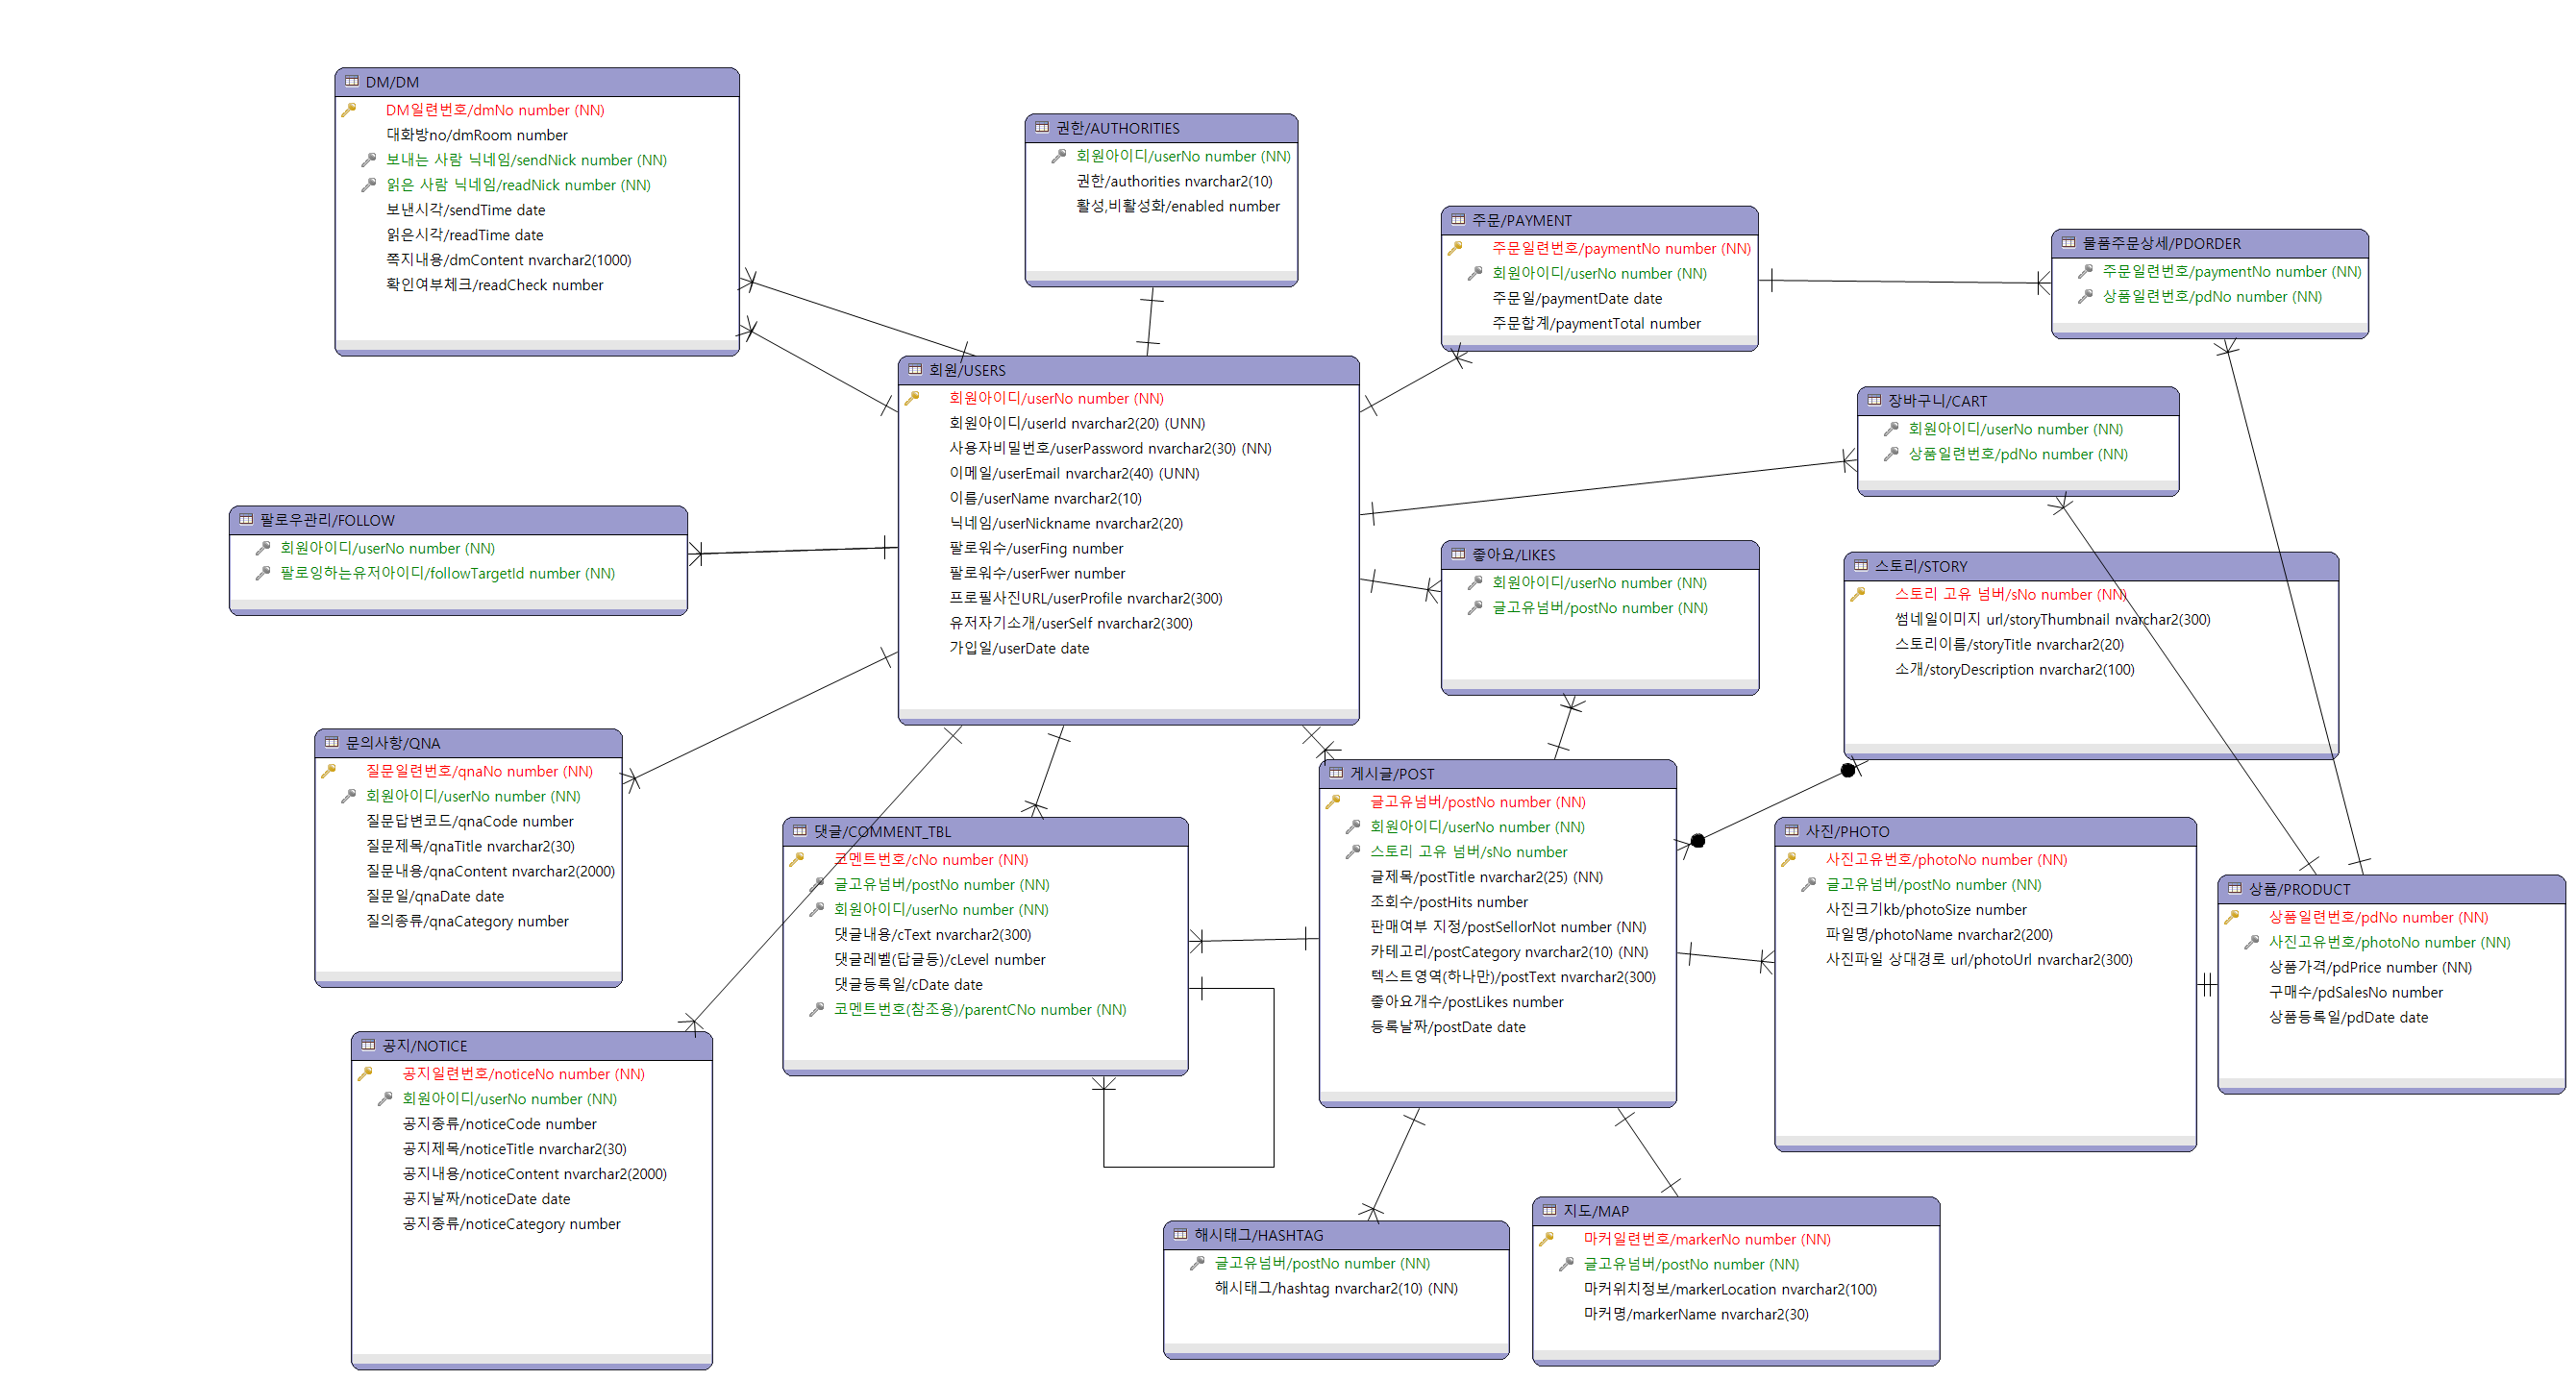 DM/DM
DM일련번호/dmNo number (NN)
대화방no/dmRoom number
보내는 사람 닉네임/sendNick number (NN)
읽은 사람 닉네임/readNick number (NN)
보낸시각/sendTime date
읽은시각/readTime date
쪽지내용/dmContent nvarchar2(1000)
확인여부체크/readCheck number
권한/AUTHORITIES
회원아이디/userNo number (NN)
권한/authorities nvarchar2(10)
활성,비활성화/enabled number
주문/PAYMENT
주문일련번호/paymentNo number (NN)
회원아이디/userNo number (NN)
주문일/paymentDate date
주문합계/paymentTotal number
물품주문상세/PDORDER
주문일련번호/paymentNo number (NN)
상품일련번호/pdNo number (NN)
회원/USERS
회원아이디/userNo number (NN)
회원아이디/userId nvarchar2(20) (UNN)
사용자비밀번호/userPassword nvarchar2(30) (NN)
이메일/userEmail nvarchar2(40) (UNN)
이름/userName nvarchar2(10)
닉네임/userNickname nvarchar2(20)
팔로워수/userFing number
팔로워수/userFwer number
프로필사진URL/userProfile nvarchar2(300)
유저자기소개/userSelf nvarchar2(300)
가입일/userDate date
장바구니/CART
회원아이디/userNo number (NN)
상품일련번호/pdNo number (NN)
팔로우관리/FOLLOW
회원아이디/userNo number (NN)
팔로잉하는유저아이디/followTargetId number (NN)
좋아요/LIKES
회원아이디/userNo number (NN)
글고유넘버/postNo number (NN)
스토리/STORY
스토리 고유 넘버/sNo number (NN)
썸네일이미지 url/storyThumbnail nvarchar2(300)
스토리이름/storyTitle nvarchar2(20)
소개/storyDescription nvarchar2(100)
문의사항/QNA
질문일련번호/qnaNo number (NN)
회원아이디/userNo number (NN)
질문답변코드/qnaCode number
질문제목/qnaTitle nvarchar2(30)
질문내용/qnaContent nvarchar2(2000)
질문일/qnaDate date
질의종류/qnaCategory number
댓글/COMMENT_TBL
코멘트번호/cNo number (NN)
글고유넘버/postNo number (NN)
회원아이디/userNo number (NN)
댓글내용/cText nvarchar2(300)
댓글레벨(답글등)/cLevel number
댓글등록일/cDate date
코멘트번호(참조용)/parentCNo number (NN)
게시글/POST
글고유넘버/postNo number (NN)
회원아이디/userNo number (NN)
스토리 고유 넘버/sNo number
글제목/postTitle nvarchar2(25) (NN)
조회수/postHits number
판매여부 지정/postSellorNot number (NN)
카테고리/postCategory nvarchar2(10) (NN)
텍스트영역(하나만)/postText nvarchar2(300)
좋아요개수/postLikes number
등록날짜/postDate date
사진/PHOTO
사진고유번호/photoNo number (NN)
글고유넘버/postNo number (NN)
사진크기kb/photoSize number
파일명/photoName nvarchar2(200)
사진파일 상대경로 url/photoUrl nvarchar2(300)
상품/PRODUCT
상품일련번호/pdNo number (NN)
사진고유번호/photoNo number (NN)
상품가격/pdPrice number (NN)
구매수/pdSalesNo number
상품등록일/pdDate date
공지/NOTICE
공지일련번호/noticeNo number (NN)
회원아이디/userNo number (NN)
공지종류/noticeCode number
공지제목/noticeTitle nvarchar2(30)
공지내용/noticeContent nvarchar2(2000)
공지날짜/noticeDate date
공지종류/noticeCategory number
해시태그/HASHTAG
글고유넘버/postNo number (NN)
해시태그/hashtag nvarchar2(10) (NN)
지도/MAP
마커일련번호/markerNo number (NN)
글고유넘버/postNo number (NN)
마커위치정보/markerLocation nvarchar2(100)
마커명/markerName nvarchar2(30)